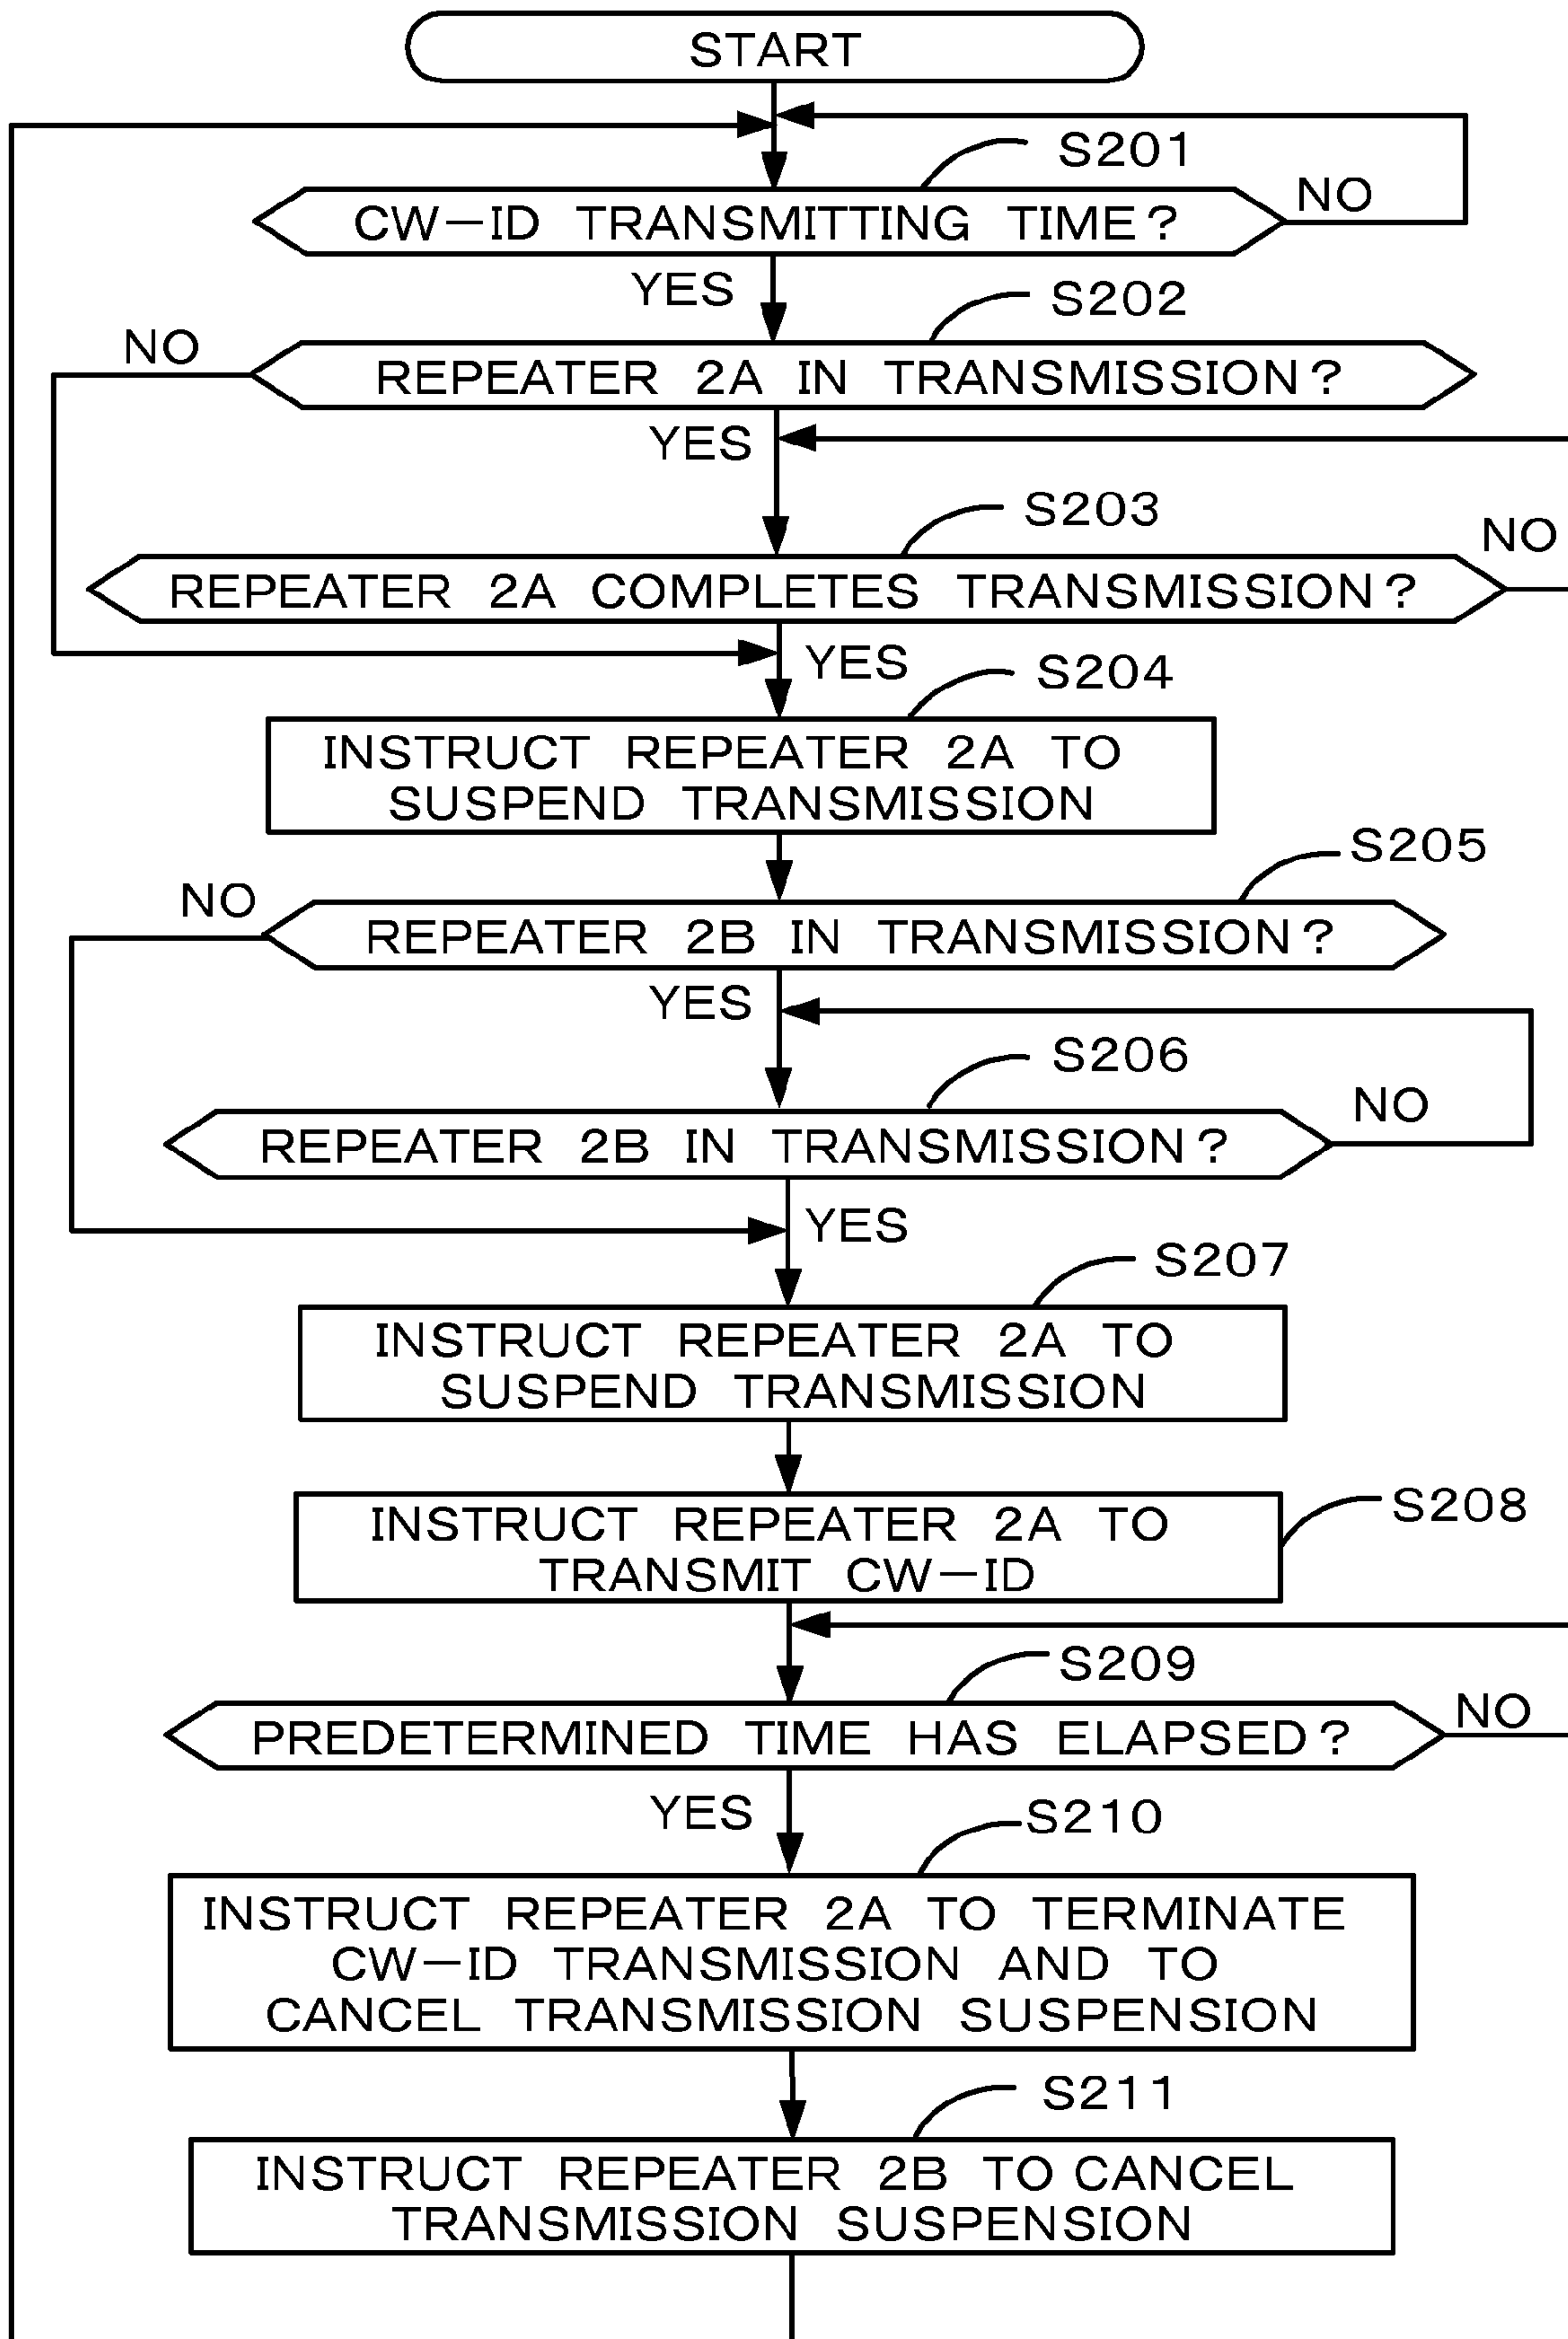 START
S201
CW-ID TRANSMITTING TIME?
NO
YES
S202
NO
REPEATER 2A IN TRANSMISSION?
YES
S203
NO
REPEATER 2A COMPLETES TRANSMISSION?
YES
S204
INSTRUCT REPEATER 2A TO
SUSPEND TRANSMISSION
S205
NO
REPEATER 2B IN TRANSMISSION?
YES
S206
NO
REPEATER 2B IN TRANSMISSION?
YES
S207
INSTRUCT REPEATER 2A TO
SUSPEND TRANSMISSION
S208
INSTRUCT REPEATER 2A TO
TRANSMIT CW-ID
S209
NO
PREDETERMINED TIME HAS ELAPSED?
YES
S210
INSTRUCT REPEATER 2A TO TERMINATE
CW-ID TRANSMISSION AND TO
CANCEL TRANSMISSION SUSPENSION
S211
INSTRUCT REPEATER 2B TO CANCEL
TRANSMISSION SUSPENSION